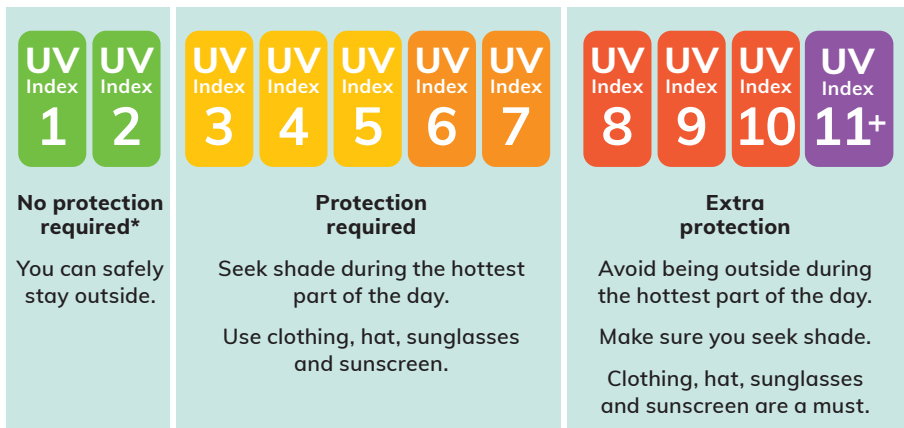 UV
Index
1
UV
Index
2
No protection
required*
You can safely
stay outside.
UV
Index
3
UV
Index
4
UV
Index
5
UV
Index
6
UV
Index
7
Protection
required
Seek shade during the hottest
part of the day.
Use clothing, hat, sunglasses
and sunscreen.
UV
Index
8
UV
Index
9
UV
Index
10
UV
Index
11+
Extra
protection
Avoid being outside during
the hottest part of the day.
Make sure you seek shade.
Clothing, hat, sunglasses
and sunscreen are a must.